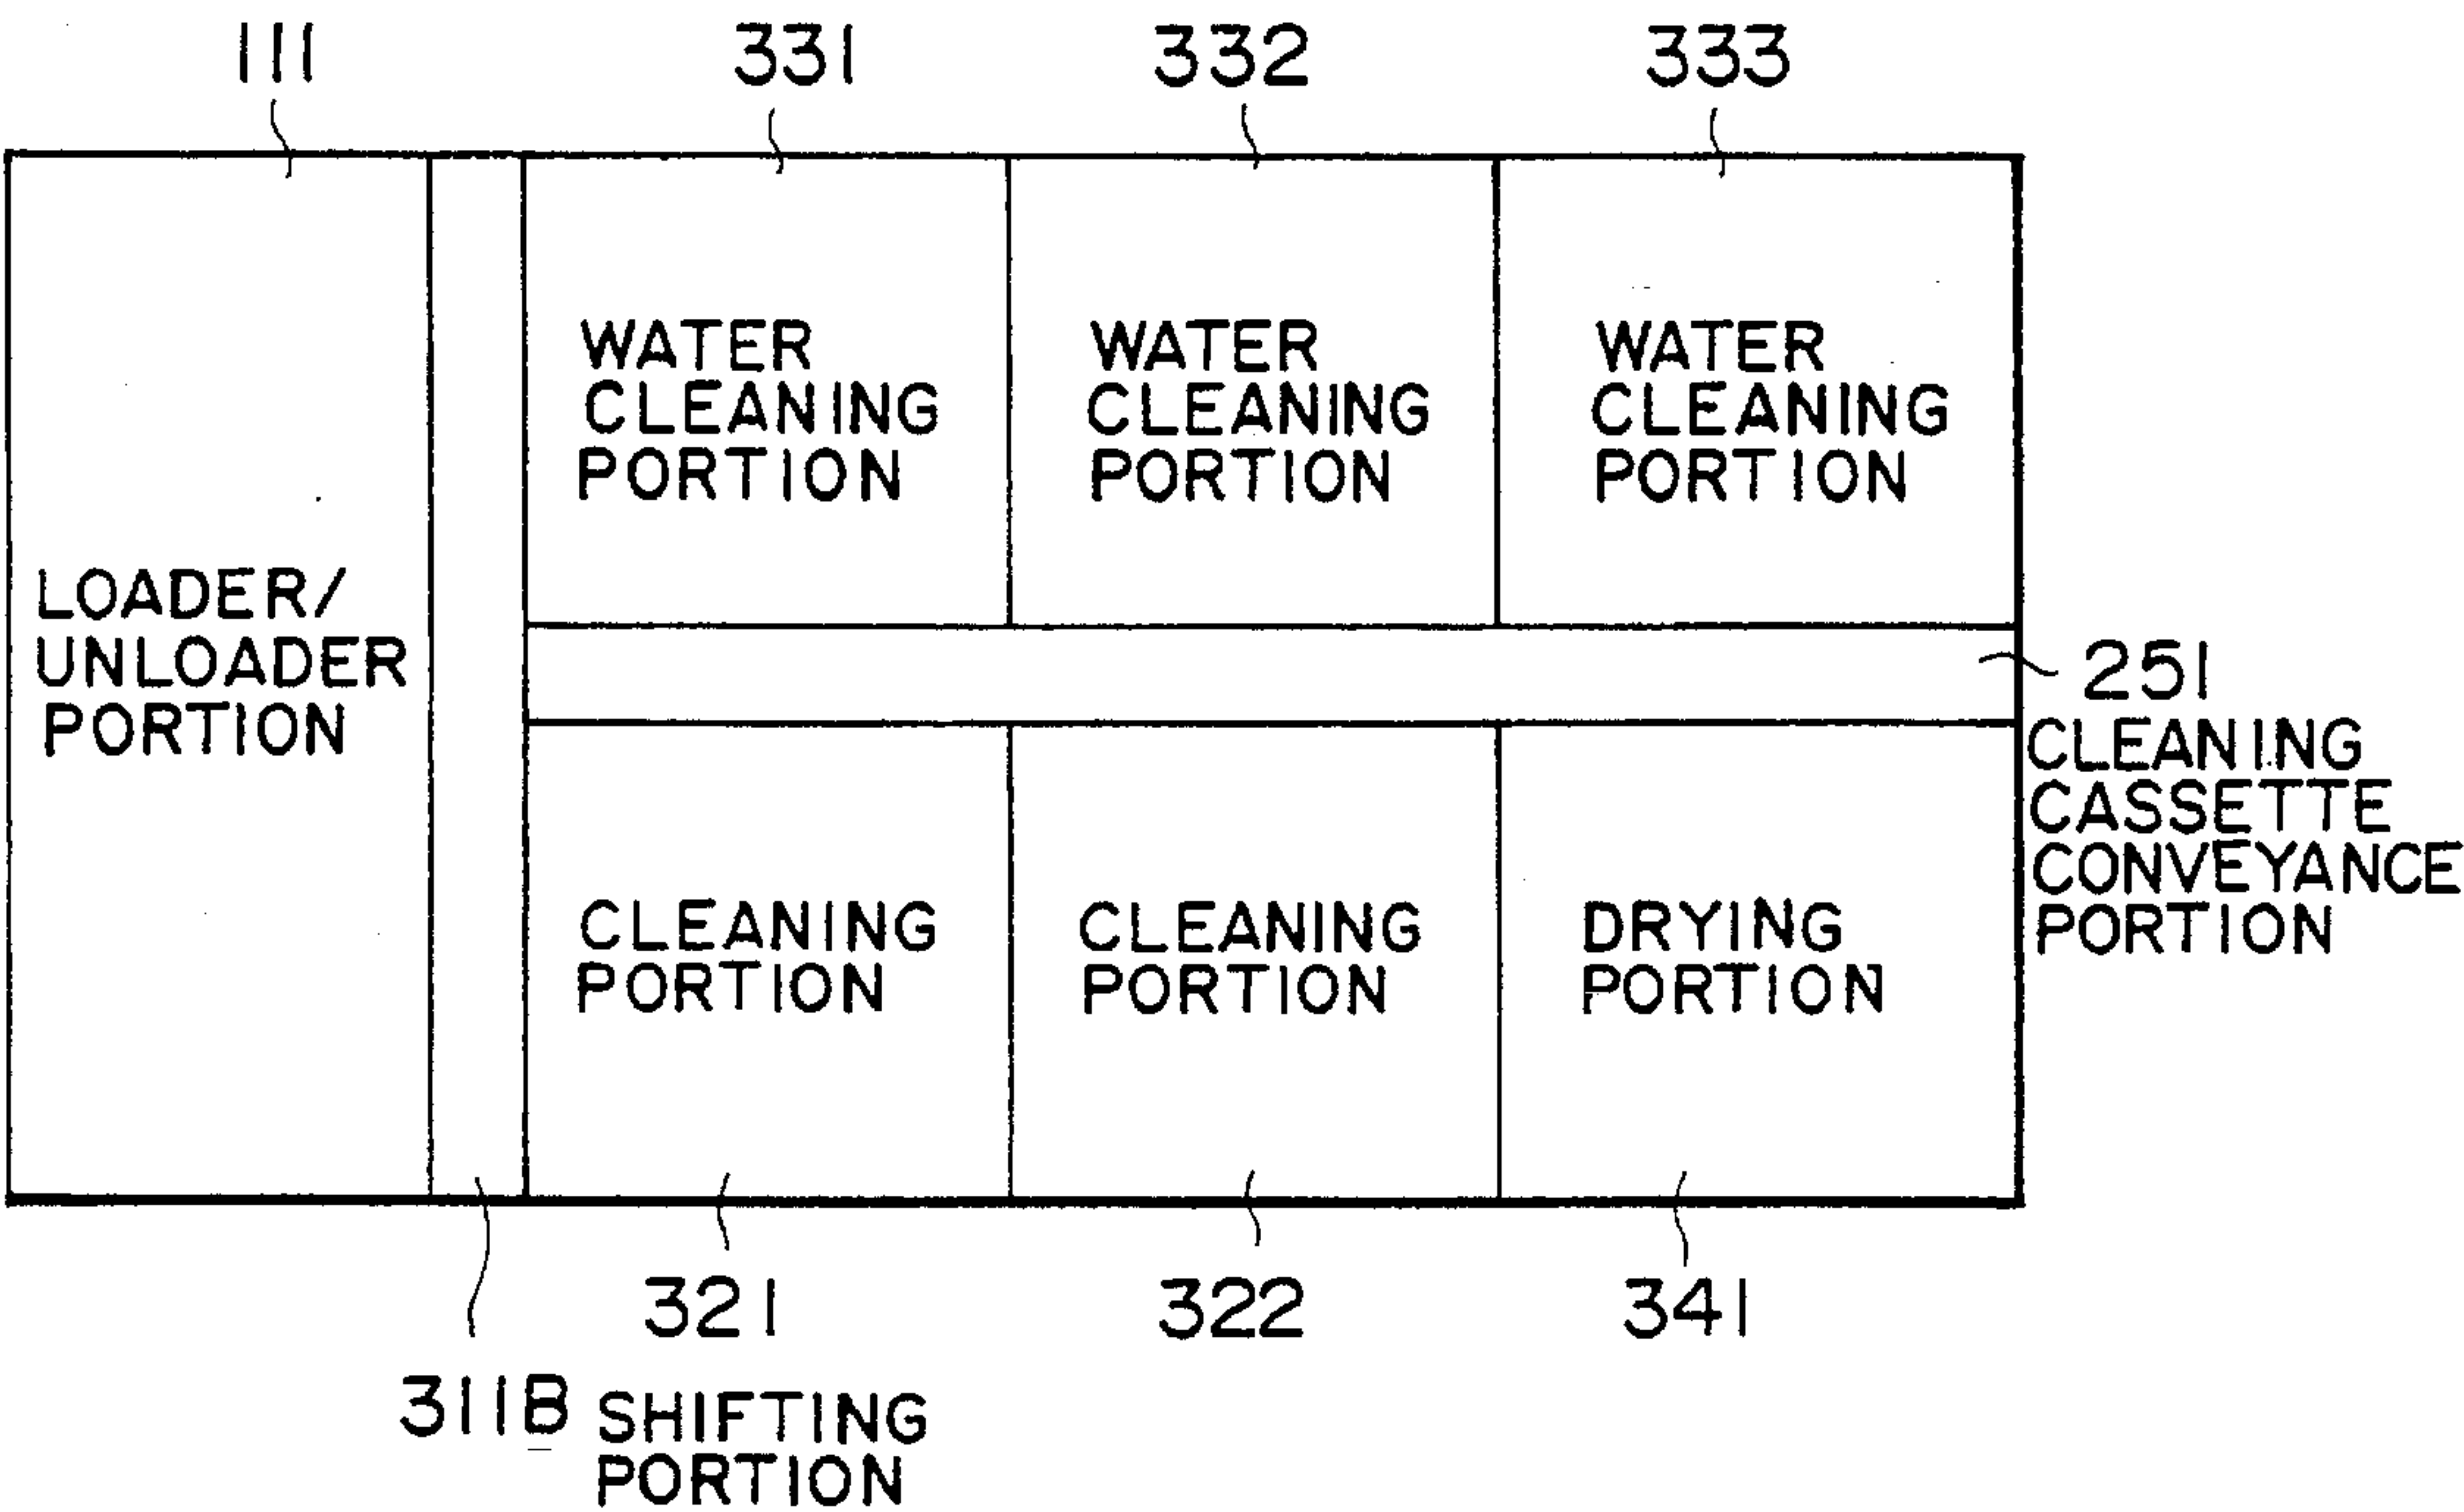 111
331
332
333
WATER
CLEANING
PORTION
WATER
CLEANING
PORTION
WATER
CLEANING
PORTION
LOADER/
UNLOADER
PORTION
251
CLEANING
CASSETTE
CONVEYANCE
PORTION
CLEANING
PORTION
CLEANING
PORTION
DRYING
PORTION
321
322
341
311B SHIFTING
PORTION